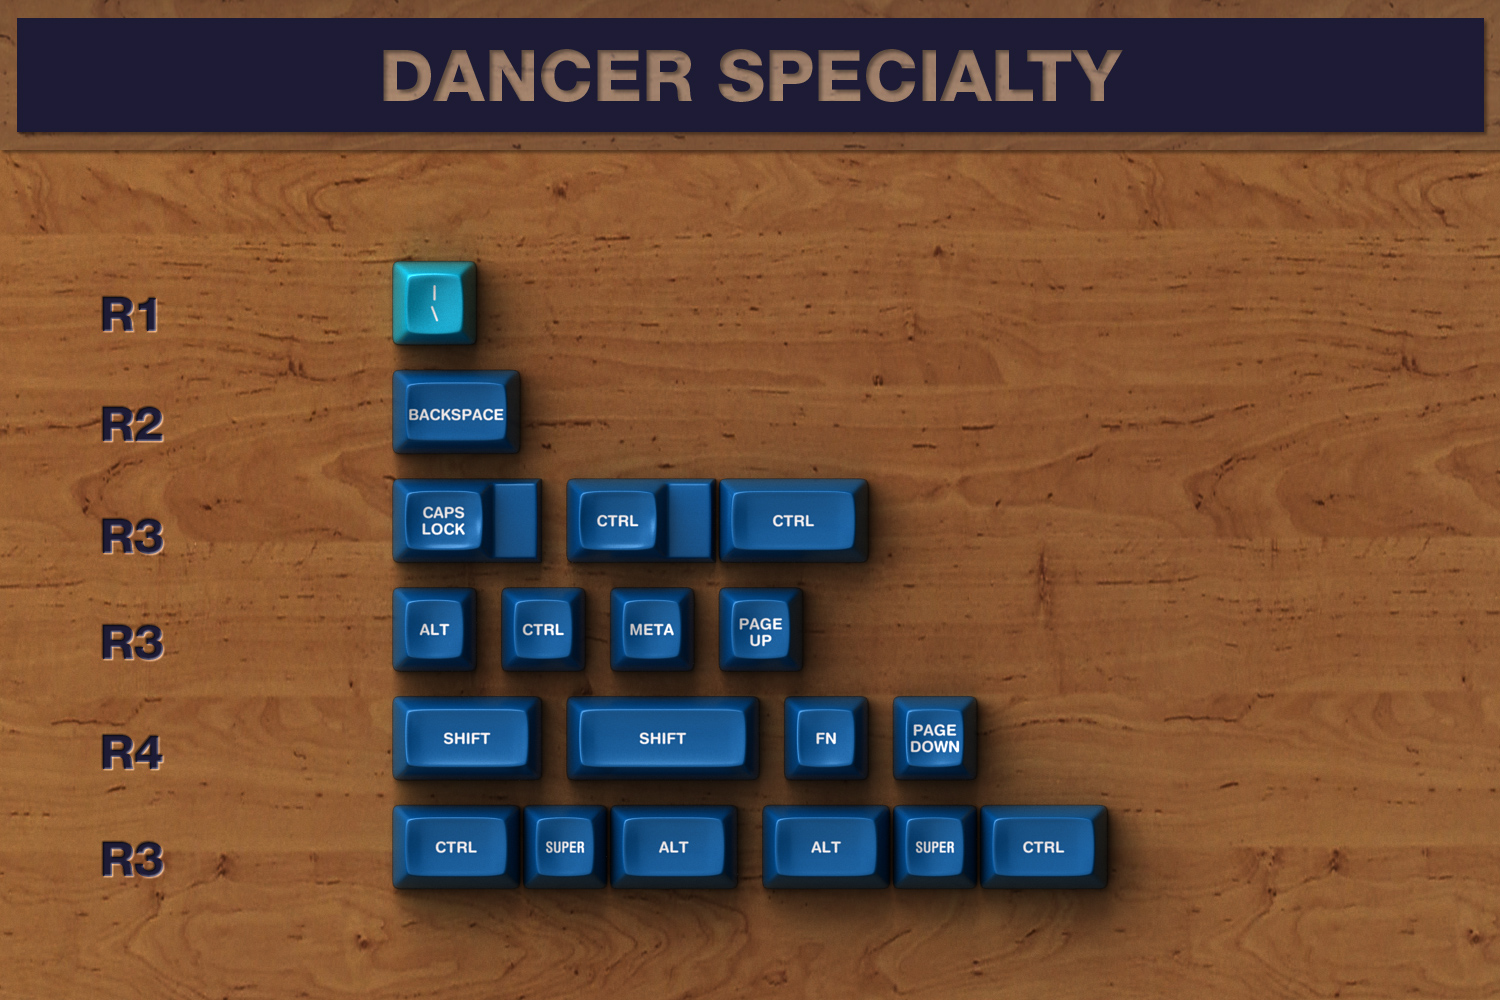 DANCER SPECIALTY
R1
|
\
R2
BACKSPACE
R3
CAPS
LOCK
CTRL
CTRL
R3
ALT
CTRL
META
PAGE
UP
R4
SHIFT
SHIFT
FN
PAGE
DOWN
R3
CTRL
SUPER
ALT
ALT
SUPER
CTRL